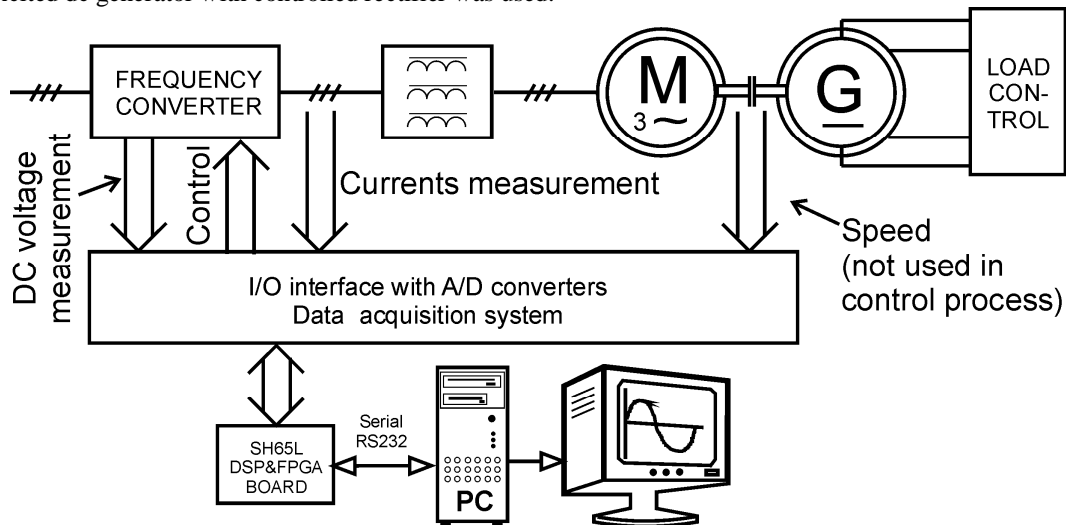 cited dc generator with controlled rectifier was used.
FREQUENCY
CONVERTER
M
3 ~
G
LOAD
CON-
TROL
DC voltage
measurement
Control
Currents measurement
Speed
(not used in
control process)
I/O interface with A/D converters
Data acquisition system
SH65L
DSP&FPGA
BOARD
Serial
RS232
PC